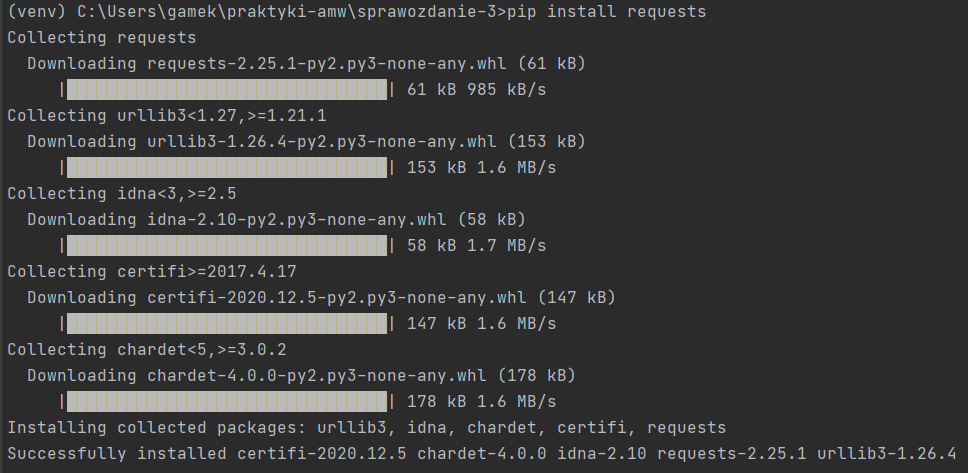 (venv) C:\Users\gamek\praktyki-amw\sprawozdanie-3>pip install requests
Collecting requests
  Downloading requests-2.25.1-py2.py3-none-any.whl (61 kB)
     |████████████████████████████████| 61 kB 985 kB/s
Collecting urllib3<1.27,>=1.21.1
  Downloading urllib3-1.26.4-py2.py3-none-any.whl (153 kB)
     |████████████████████████████████| 153 kB 1.6 MB/s
Collecting idna<3,>=2.5
  Downloading idna-2.10-py2.py3-none-any.whl (58 kB)
     |████████████████████████████████| 58 kB 1.7 MB/s
Collecting certifi>=2017.4.17
  Downloading certifi-2020.12.5-py2.py3-none-any.whl (147 kB)
     |████████████████████████████████| 147 kB 1.6 MB/s
Collecting chardet<5,>=3.0.2
  Downloading chardet-4.0.0-py2.py3-none-any.whl (178 kB)
     |████████████████████████████████| 178 kB 1.6 MB/s
Installing collected packages: urllib3, idna, chardet, certifi, requests
Successfully installed certifi-2020.12.5 chardet-4.0.0 idna-2.10 requests-2.25.1 urllib3-1.26.4